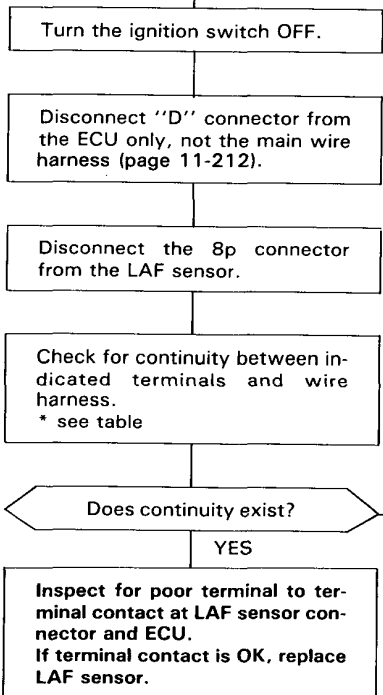 Turn the ignition switch OFF.
Disconnect "D" connector from
the ECU only, not the main wire
harness (page 11-212).
Disconnect the 8p connector
from the LAF sensor.
Check for continuity between in-
dicated terminals and wire
harness.
* see table
Does continuity exist?
YES
Inspect for poor terminal to ter-
minal contact at LAF sensor con-
nector and ECU.
If terminal contact is OK, replace
LAF sensor.